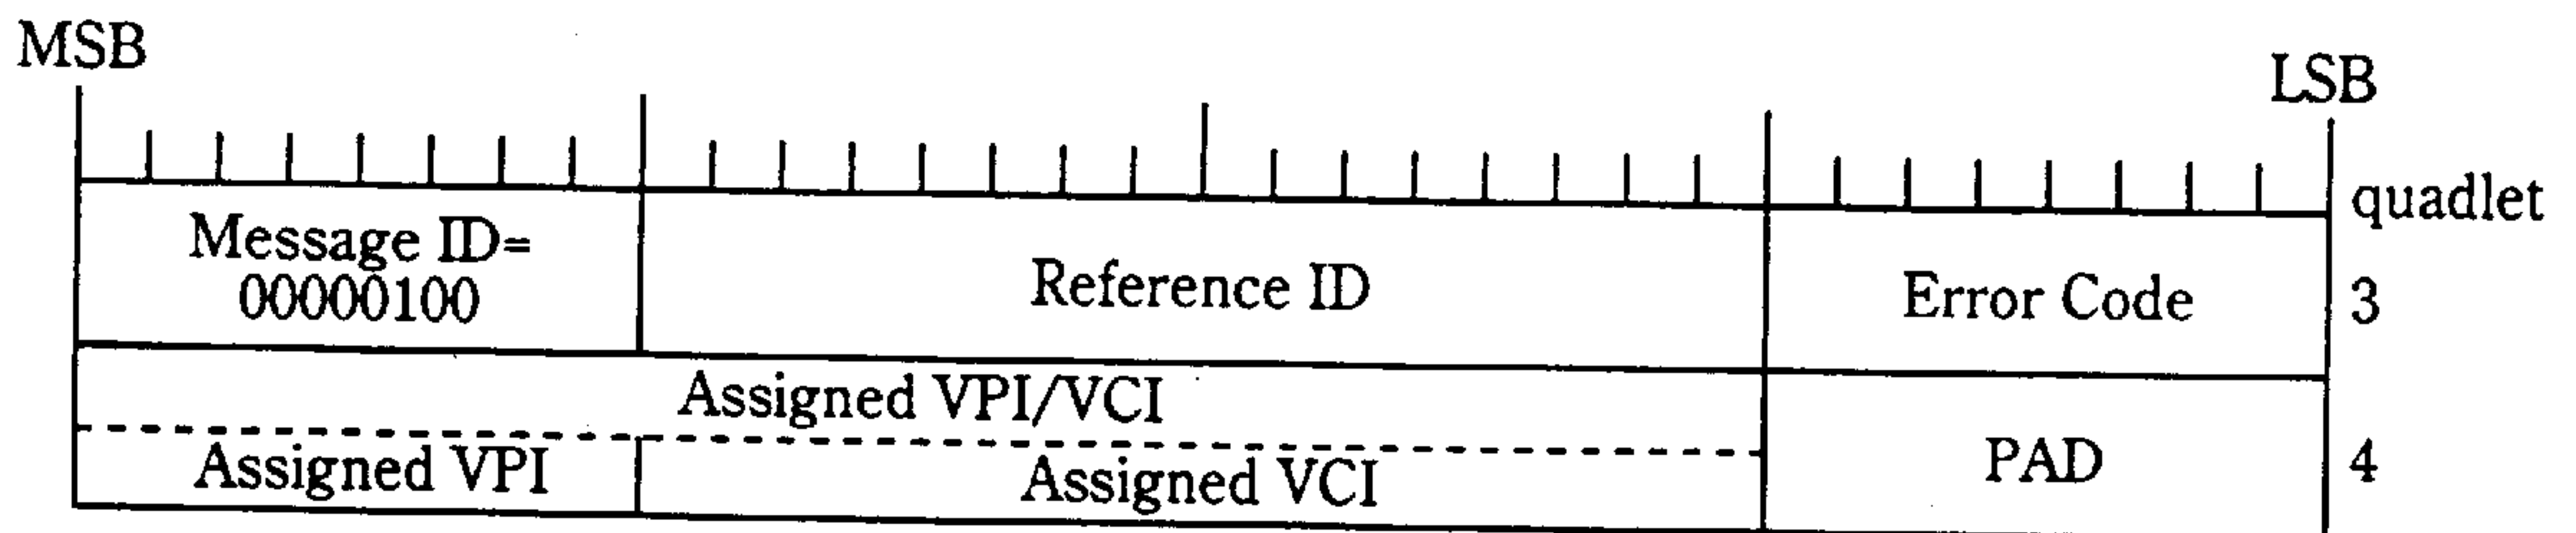 MSB
LSB
quadlet
Message ID=
00000100
Reference ID
Error Code
3
Assigned VPI/VCI
Assigned VPI
Assigned VCI
PAD
4